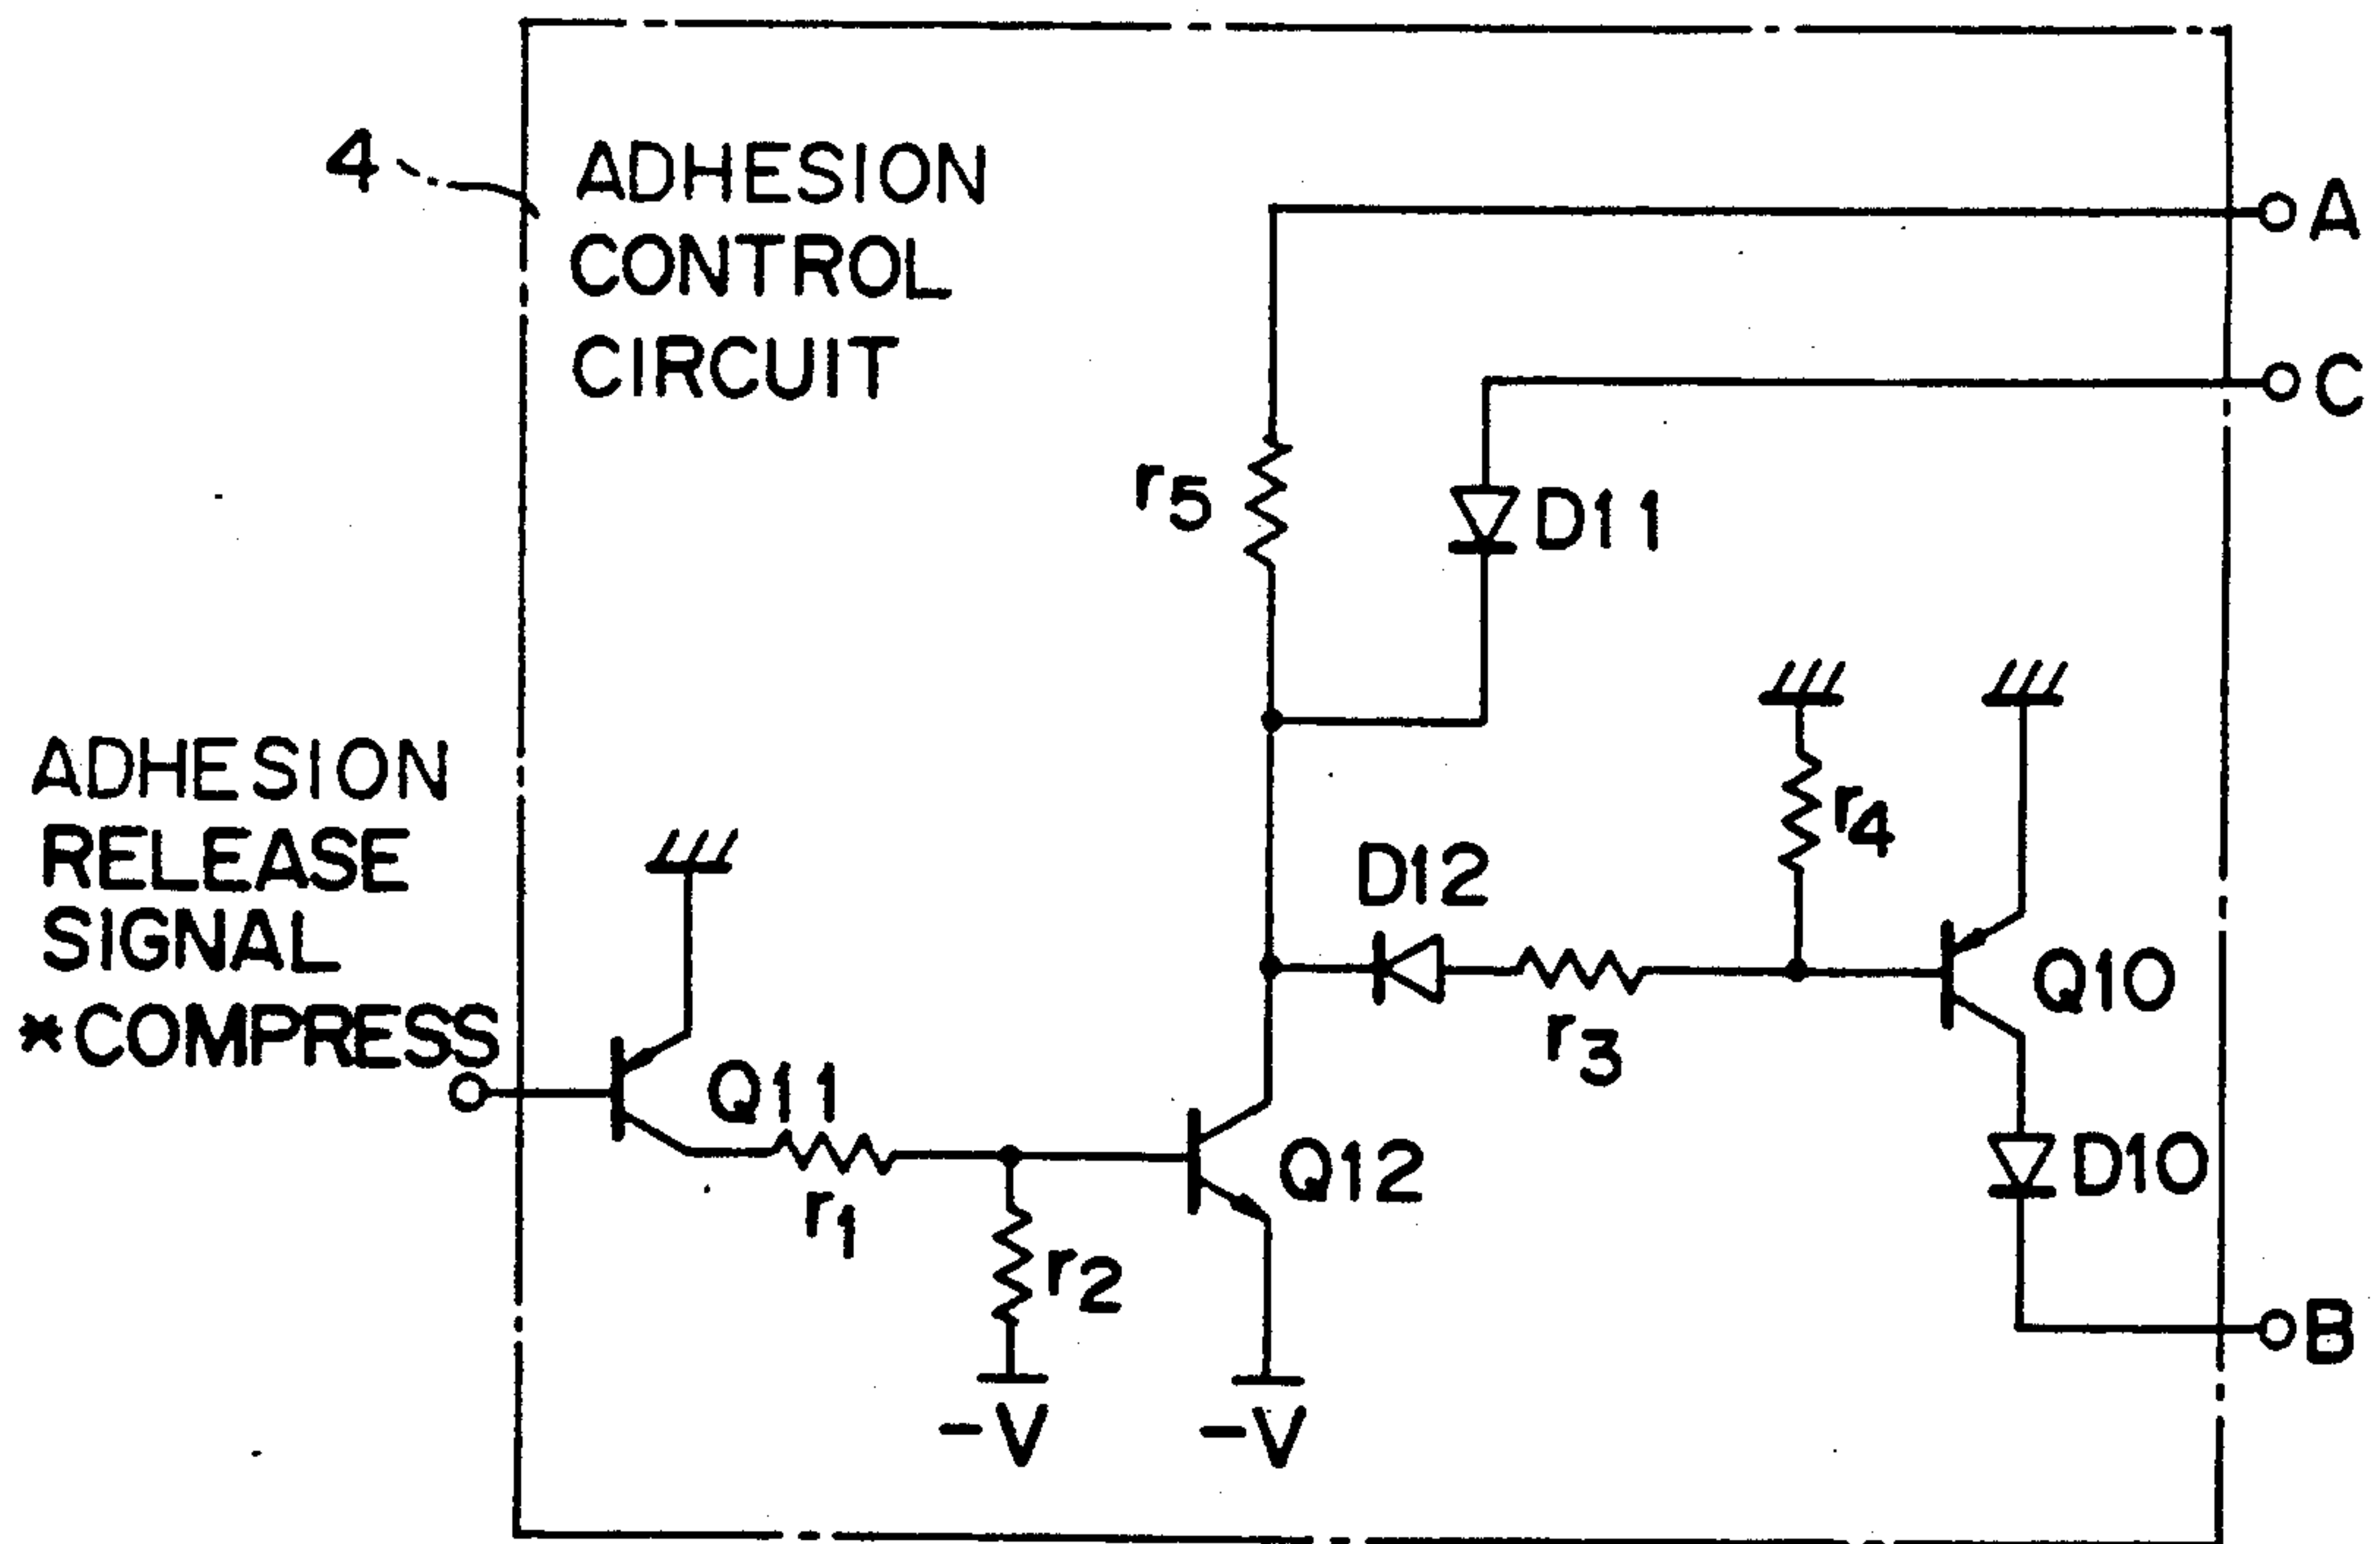 4
ADHESION
CONTROL
CIRCUIT
A
C
r5
D11
ADHESION
RELEASE
SIGNAL
*COMPRESS
r4
D12
Q10
r3
Q11
r1
Q12
D10
r2
B
-V
-V